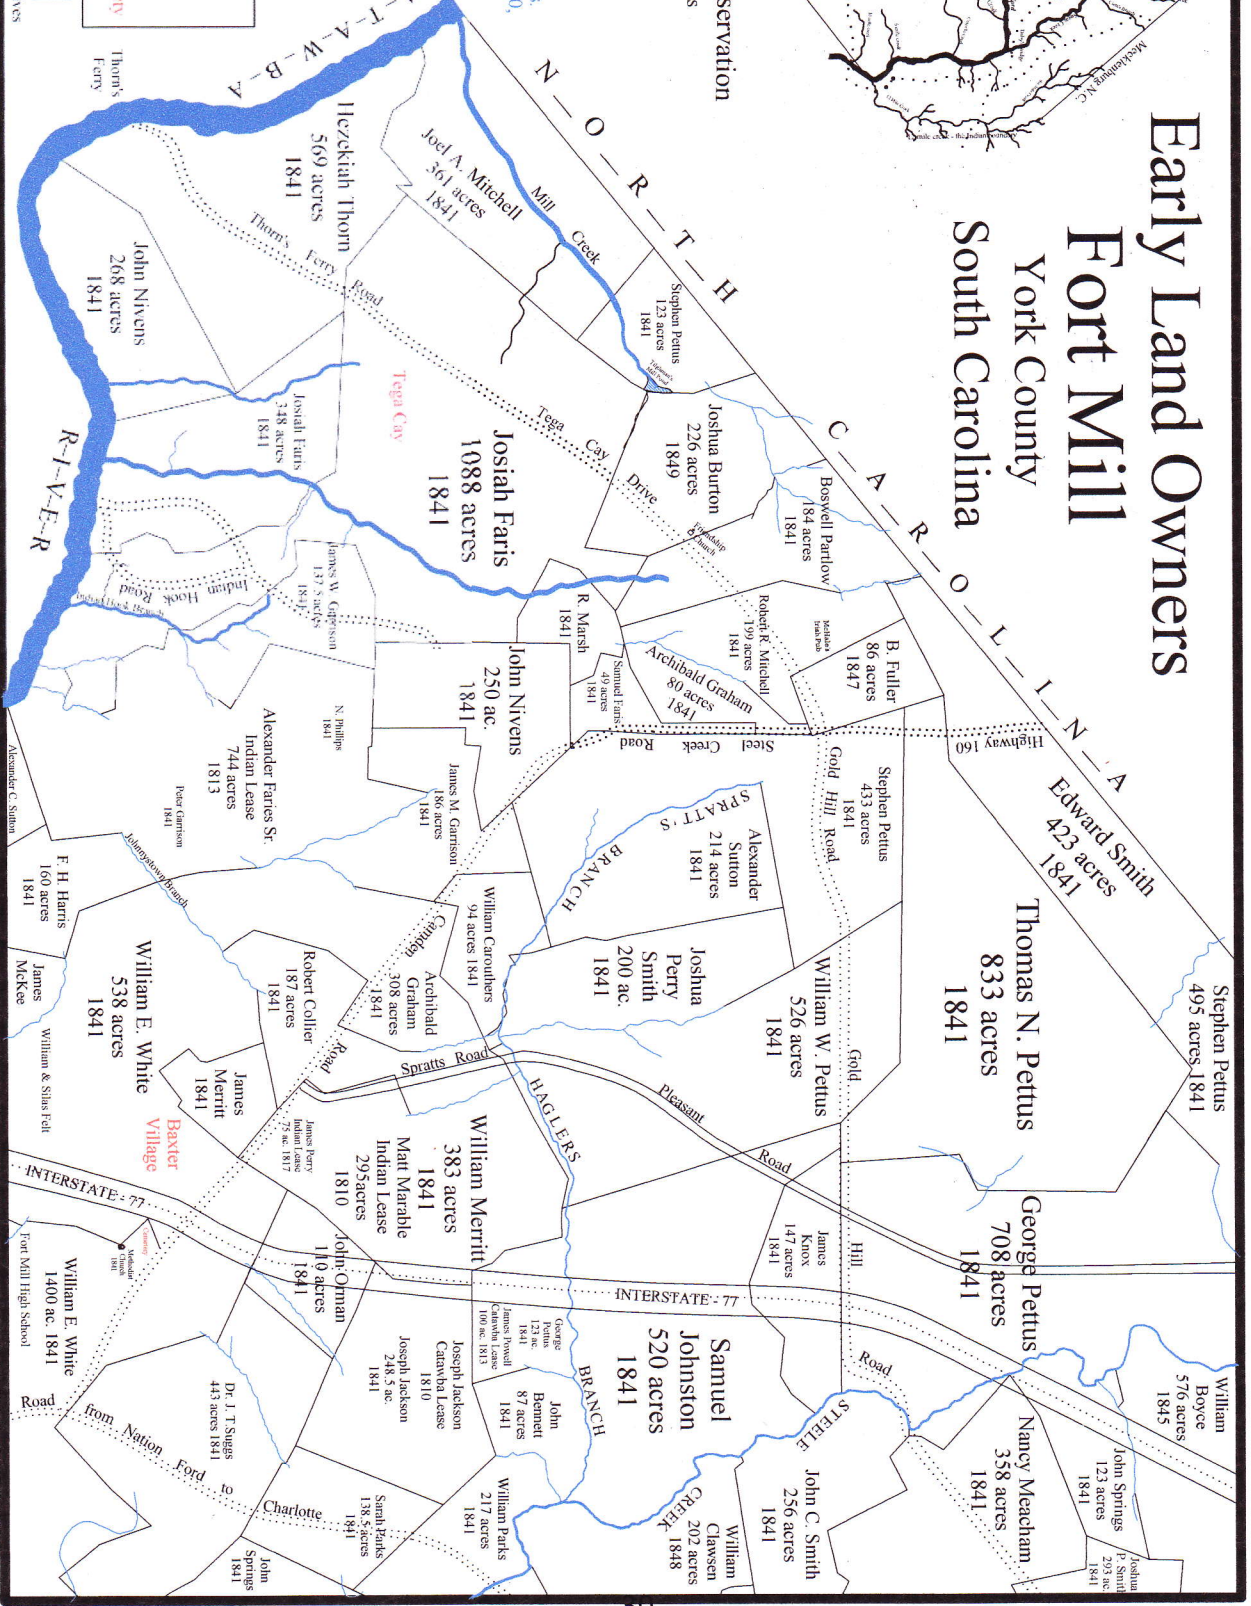 Early Land Owners
Fort Mill
York County
South Carolina
Mecklenburg N.C.
servation
N—O—R—T—H
C—A—R—O—L—I—N—A
T-A-W-B-A
R-I-V-E-R
Thorn's
Ferry
Hezekiah Thorn
569 acres
1841
Joel A. Mitchell
361 acres
1841
Mill
Creek
Stephen Pettus
123 acres
1841
Thorn's Ferry Road
John Nivens
268 acres
1841
Josiah Faris
348 acres
1841
Tega Cay
Tega Cay Drive
Josiah Faris
1088 acres
1841
Joshua Burton
226 acres
1849
Friendship
Church
Boswell Partlow
184 acres
1841
Robert R. Mitchell
199 acres
1841
B. Fuller
86 acres
1847
R. Marsh
1841
Samuel Faris
49 acres
1841
Archibald Graham
80 acres
1841
Steel Creek Road
Highway 160
James W. Garrison
137.5 acres
1841
Indian Hook Road
John Nivens
250 ac.
1841
N. Phillips
1841
Alexander Faries Sr.
Indian Lease
744 acres
1813
Peter Garrison
1841
Alexander C. Sutton
James M. Garrison
186 acres
1841
Gold Hill Road
Stephen Pettus
433 acres
1841
SPRATT'S
BRANCH
Alexander
Sutton
214 acres
1841
Edward Smith
423 acres
1841
Thomas N. Pettus
833 acres
1841
Stephen Pettus
495 acres 1841
F. H. Harris
160 acres
1841
Johnnystown Branch
James
McKee
William & Silas Felt
William E. White
538 acres
1841
Robert Collier
187 acres
1841
Camden
Road
William Carouthers
94 acres 1841
Archibald
Graham
308 acres
1841
Joshua
Perry
Smith
200 ac.
1841
William W. Pettus
526 acres
1841
Gold
Hill
Road
Spratts Road
Pleasant
Road
HAGLERS
BRANCH
James
Merritt
1841
Baxter
Village
James Perry
Indian Lease
75 ac. 1817
William Merritt
383 acres
1841
Matt Marable
Indian Lease
295acres
1810
INTERSTATE - 77
INTERSTATE - 77
James
Knox
147 acres
1841
George Pettus
708 acres
1841
Cemetery
Methodist
Church
1841
Fort Mill High School
William E. White
1400 ac. 1841
John Orman
110 acres
1841
George
Pettus
123 ac.
1841
James Powell
Catawba Lease
100 ac. 1813
Joseph Jackson
Catawba Lease
1810
Joseph Jackson
248.5 ac.
1841
John
Bennett
87 acres
1841
Samuel
Johnston
520 acres
1841
STEELE
CREEK
William
Boyce
576 acres
1845
Nancy Meacham
358 acres
1841
John Springs
123 acres
1841
Joshua
P. Smith
293 ac.
1841
John C. Smith
256 acres
1841
William
Clawsen
202 acres
1848
William Parks
217 acres
1841
Dr. J. T. Suggs
443 acres 1841
Road from Nation Ford to Charlotte
Sarah Parks
138.5 acres
1841
John
Springs
1841